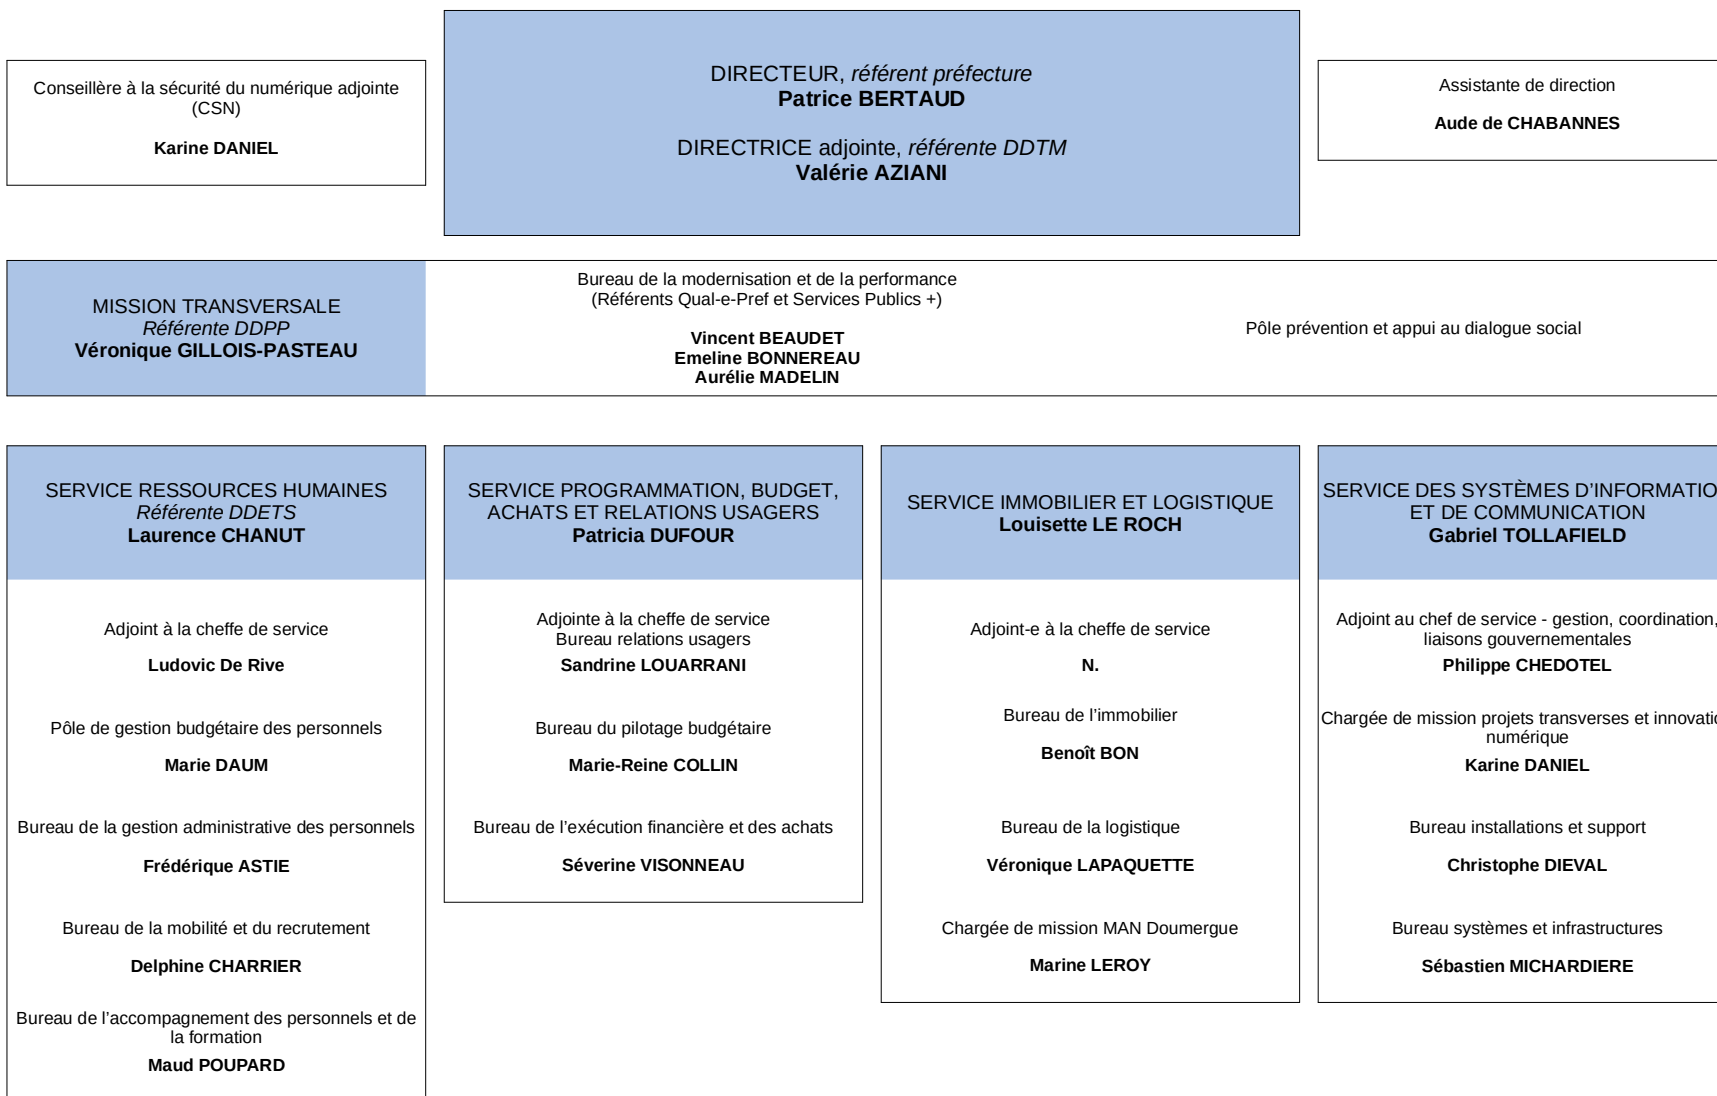 Conseillère à la sécurité du numérique adjointe
(CSN)
Karine DANIEL
DIRECTEUR, référent préfecture
Patrice BERTAUD
DIRECTRICE adjointe, référente DDTM
Valérie AZIANI
Assistante de direction
Aude de CHABANNES
MISSION TRANSVERSALE
Référente DDPP
Véronique GILLOIS-PASTEAU
Bureau de la modernisation et de la performance
(Référents Qual-e-Pref et Services Publics +)
Vincent BEAUDET
Emeline BONNEREAU
Aurélie MADELIN
Pôle prévention et appui au dialogue social
SERVICE RESSOURCES HUMAINES
Référente DDETS
Laurence CHANUT
Adjoint à la cheffe de service
Ludovic De Rive
Pôle de gestion budgétaire des personnels
Marie DAUM
Bureau de la gestion administrative des personnels
Frédérique ASTIE
Bureau de la mobilité et du recrutement
Delphine CHARRIER
Bureau de l’accompagnement des personnels et de
la formation
Maud POUPARD
SERVICE PROGRAMMATION, BUDGET,
ACHATS ET RELATIONS USAGERS
Patricia DUFOUR
Adjointe à la cheffe de service
Bureau relations usagers
Sandrine LOUARRANI
Bureau du pilotage budgétaire
Marie-Reine COLLIN
Bureau de l’exécution financière et des achats
Séverine VISONNEAU
SERVICE IMMOBILIER ET LOGISTIQUE
Louisette LE ROCH
Adjoint-e à la cheffe de service
N.
Bureau de l’immobilier
Benoît BON
Bureau de la logistique
Véronique LAPAQUETTE
Chargée de mission MAN Doumergue
Marine LEROY
SERVICE DES SYSTÈMES D’INFORMATIO
ET DE COMMUNICATION
Gabriel TOLLAFIELD
Adjoint au chef de service - gestion, coordination,
liaisons gouvernementales
Philippe CHEDOTEL
Chargée de mission projets transverses et innovatio
numérique
Karine DANIEL
Bureau installations et support
Christophe DIEVAL
Bureau systèmes et infrastructures
Sébastien MICHARDIERE